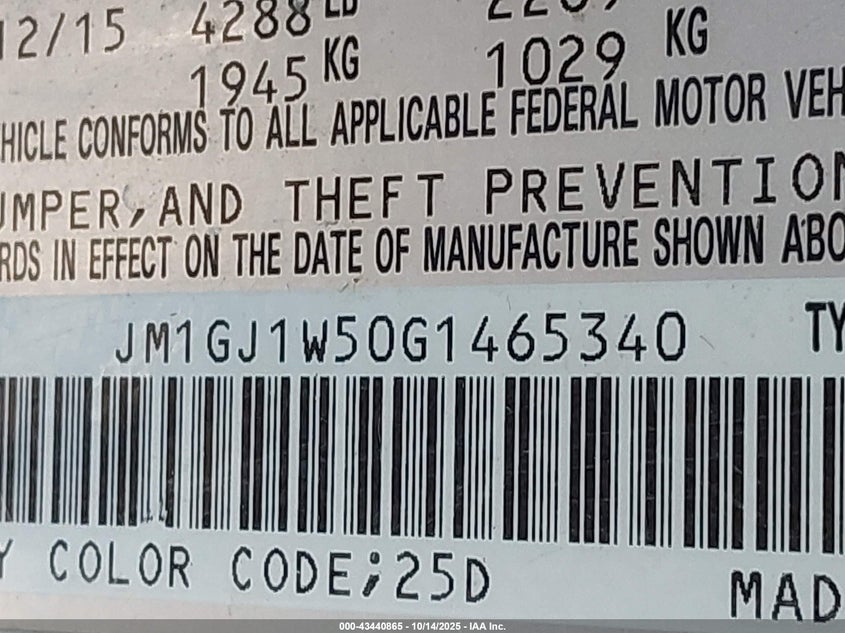 12/15 4288 LB
1945 KG 1029 KG
HICLE CONFORMS TO ALL APPLICABLE FEDERAL MOTOR VEH
UMPER, AND THEFT PREVENTION
RDS IN EFFECT ON THE DATE OF MANUFACTURE SHOWN ABO
JM1GJ1W50G1465340 TY
Y COLOR CODE;25D
MAD
000-43440865 - 10/14/2025 - IAA Inc.